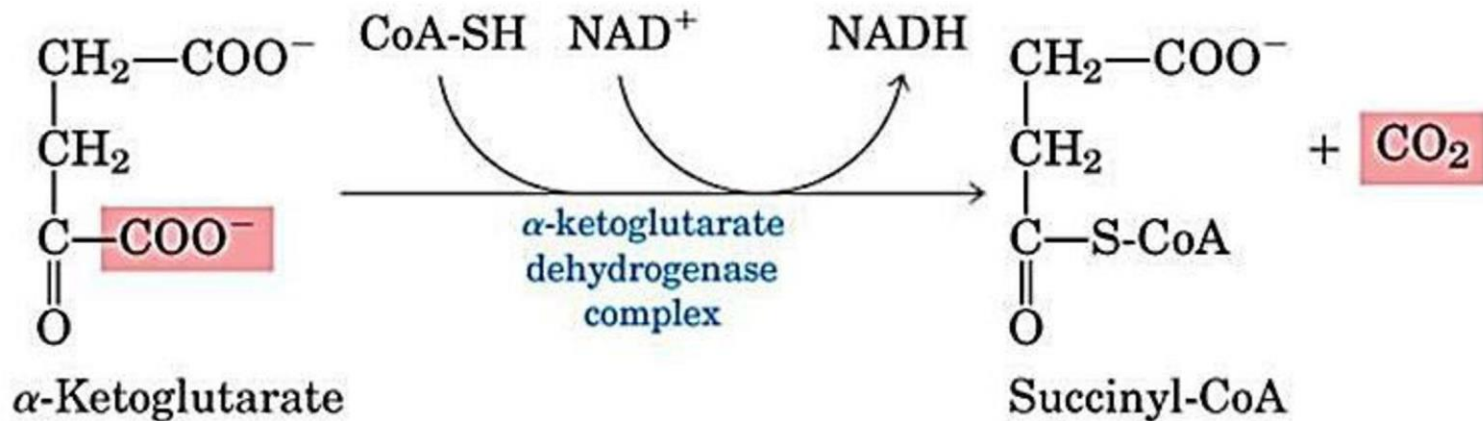 CH₂—COO⁻
CH₂
C—COO⁻
O
α-Ketoglutarate
CoA-SH NAD⁺ NADH
α-ketoglutarate
dehydrogenase
complex
CH₂—COO⁻
CH₂
C—S-CoA
O
Succinyl-CoA
+ CO₂